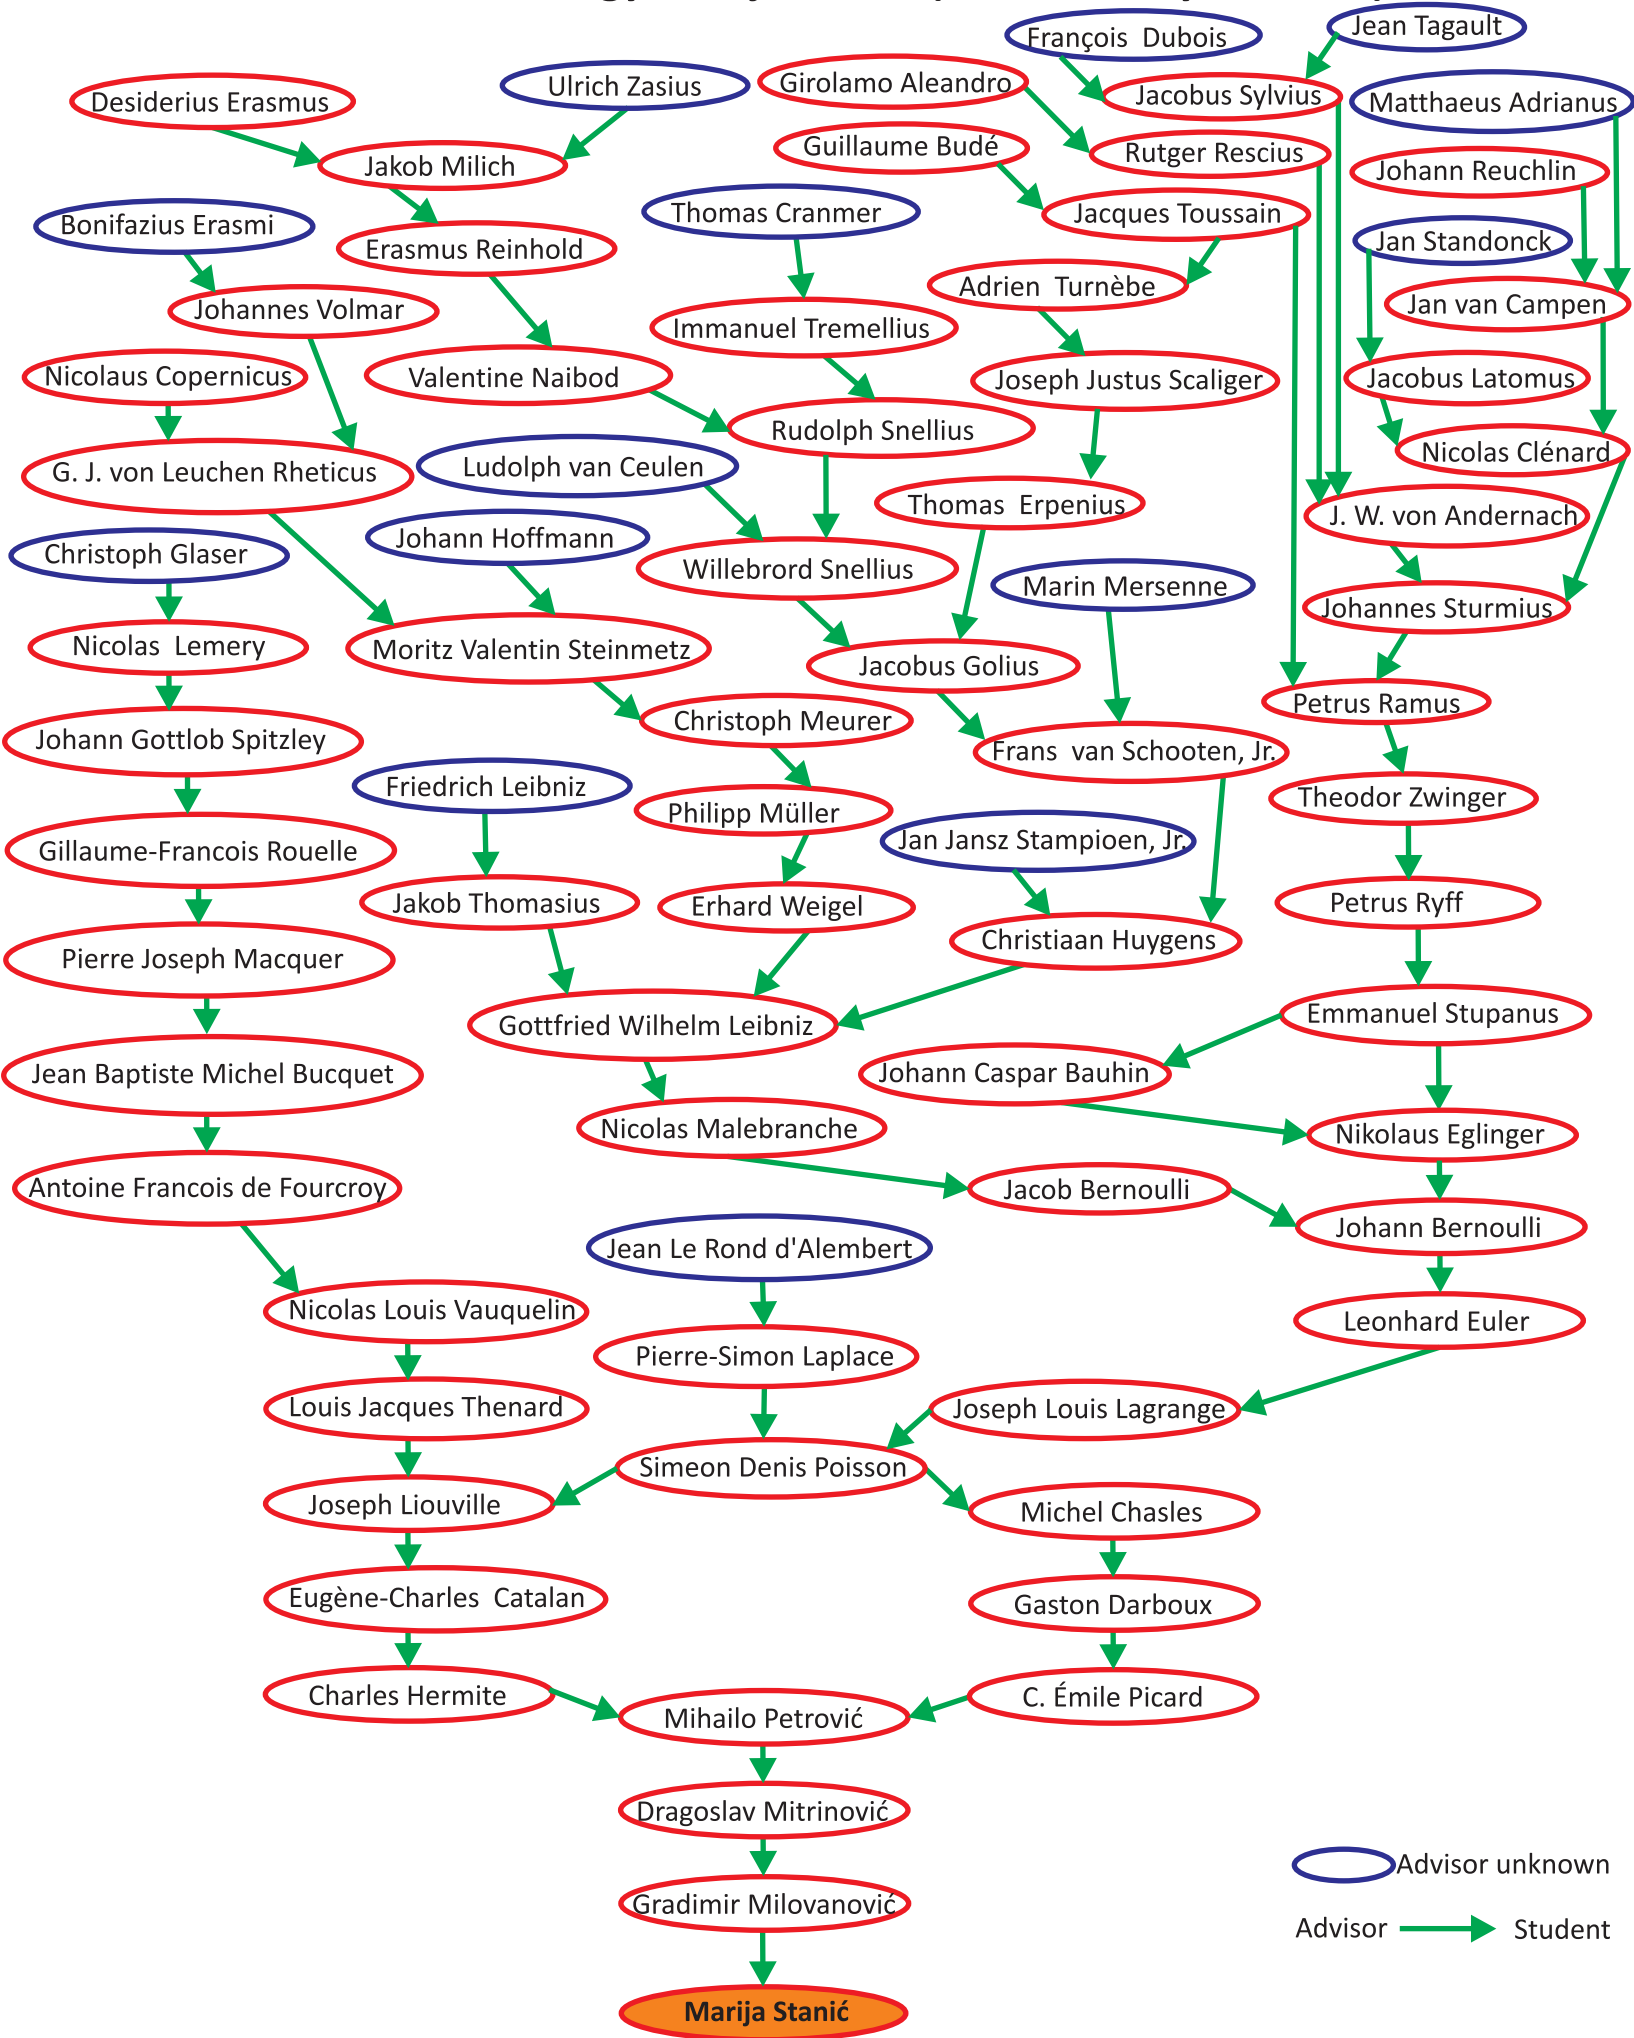 François  Dubois
Jean Tagault
Girolamo Aleandro
Ulrich Zasius
Desiderius Erasmus
Jacobus Sylvius
Matthaeus Adrianus
Guillaume Budé
Rutger Rescius
Jakob Milich
Johann Reuchlin
Thomas Cranmer
Jacques Toussain
Bonifazius Erasmi
Erasmus Reinhold
Jan Standonck
Adrien  Turnèbe
Johannes Volmar
Immanuel Tremellius
Jan van Campen
Nicolaus Copernicus
Valentine Naibod
Joseph Justus Scaliger
Jacobus Latomus
Rudolph Snellius
Nicolas Clénard
G. J. von Leuchen Rheticus
Ludolph van Ceulen
Thomas  Erpenius
J. W. von Andernach
Christoph Glaser
Johann Hoffmann
Willebrord Snellius
Marin Mersenne
Johannes Sturmius
Nicolas  Lemery
Moritz Valentin Steinmetz
Jacobus Golius
Petrus Ramus
Johann Gottlob Spitzley
Christoph Meurer
Frans  van Schooten, Jr.
Friedrich Leibniz
Theodor Zwinger
Philipp Müller
Gillaume-Francois Rouelle
Jan Jansz Stampioen, Jr.
Jakob Thomasius
Erhard Weigel
Petrus Ryff
Pierre Joseph Macquer
Christiaan Huygens
Gottfried Wilhelm Leibniz
Emmanuel Stupanus
Jean Baptiste Michel Bucquet
Johann Caspar Bauhin
Nicolas Malebranche
Nikolaus Eglinger
Antoine Francois de Fourcroy
Jacob Bernoulli
Johann Bernoulli
Jean Le Rond d'Alembert
Nicolas Louis Vauquelin
Leonhard Euler
Pierre-Simon Laplace
Louis Jacques Thenard
Joseph Louis Lagrange
Simeon Denis Poisson
Joseph Liouville
Michel Chasles
Eugène-Charles  Catalan
Gaston Darboux
Charles Hermite
C. Émile Picard
Mihailo Petrović
Dragoslav Mitrinović
Advisor unknown
Gradimir Milovanović
Advisor
Student
Marija Stanić